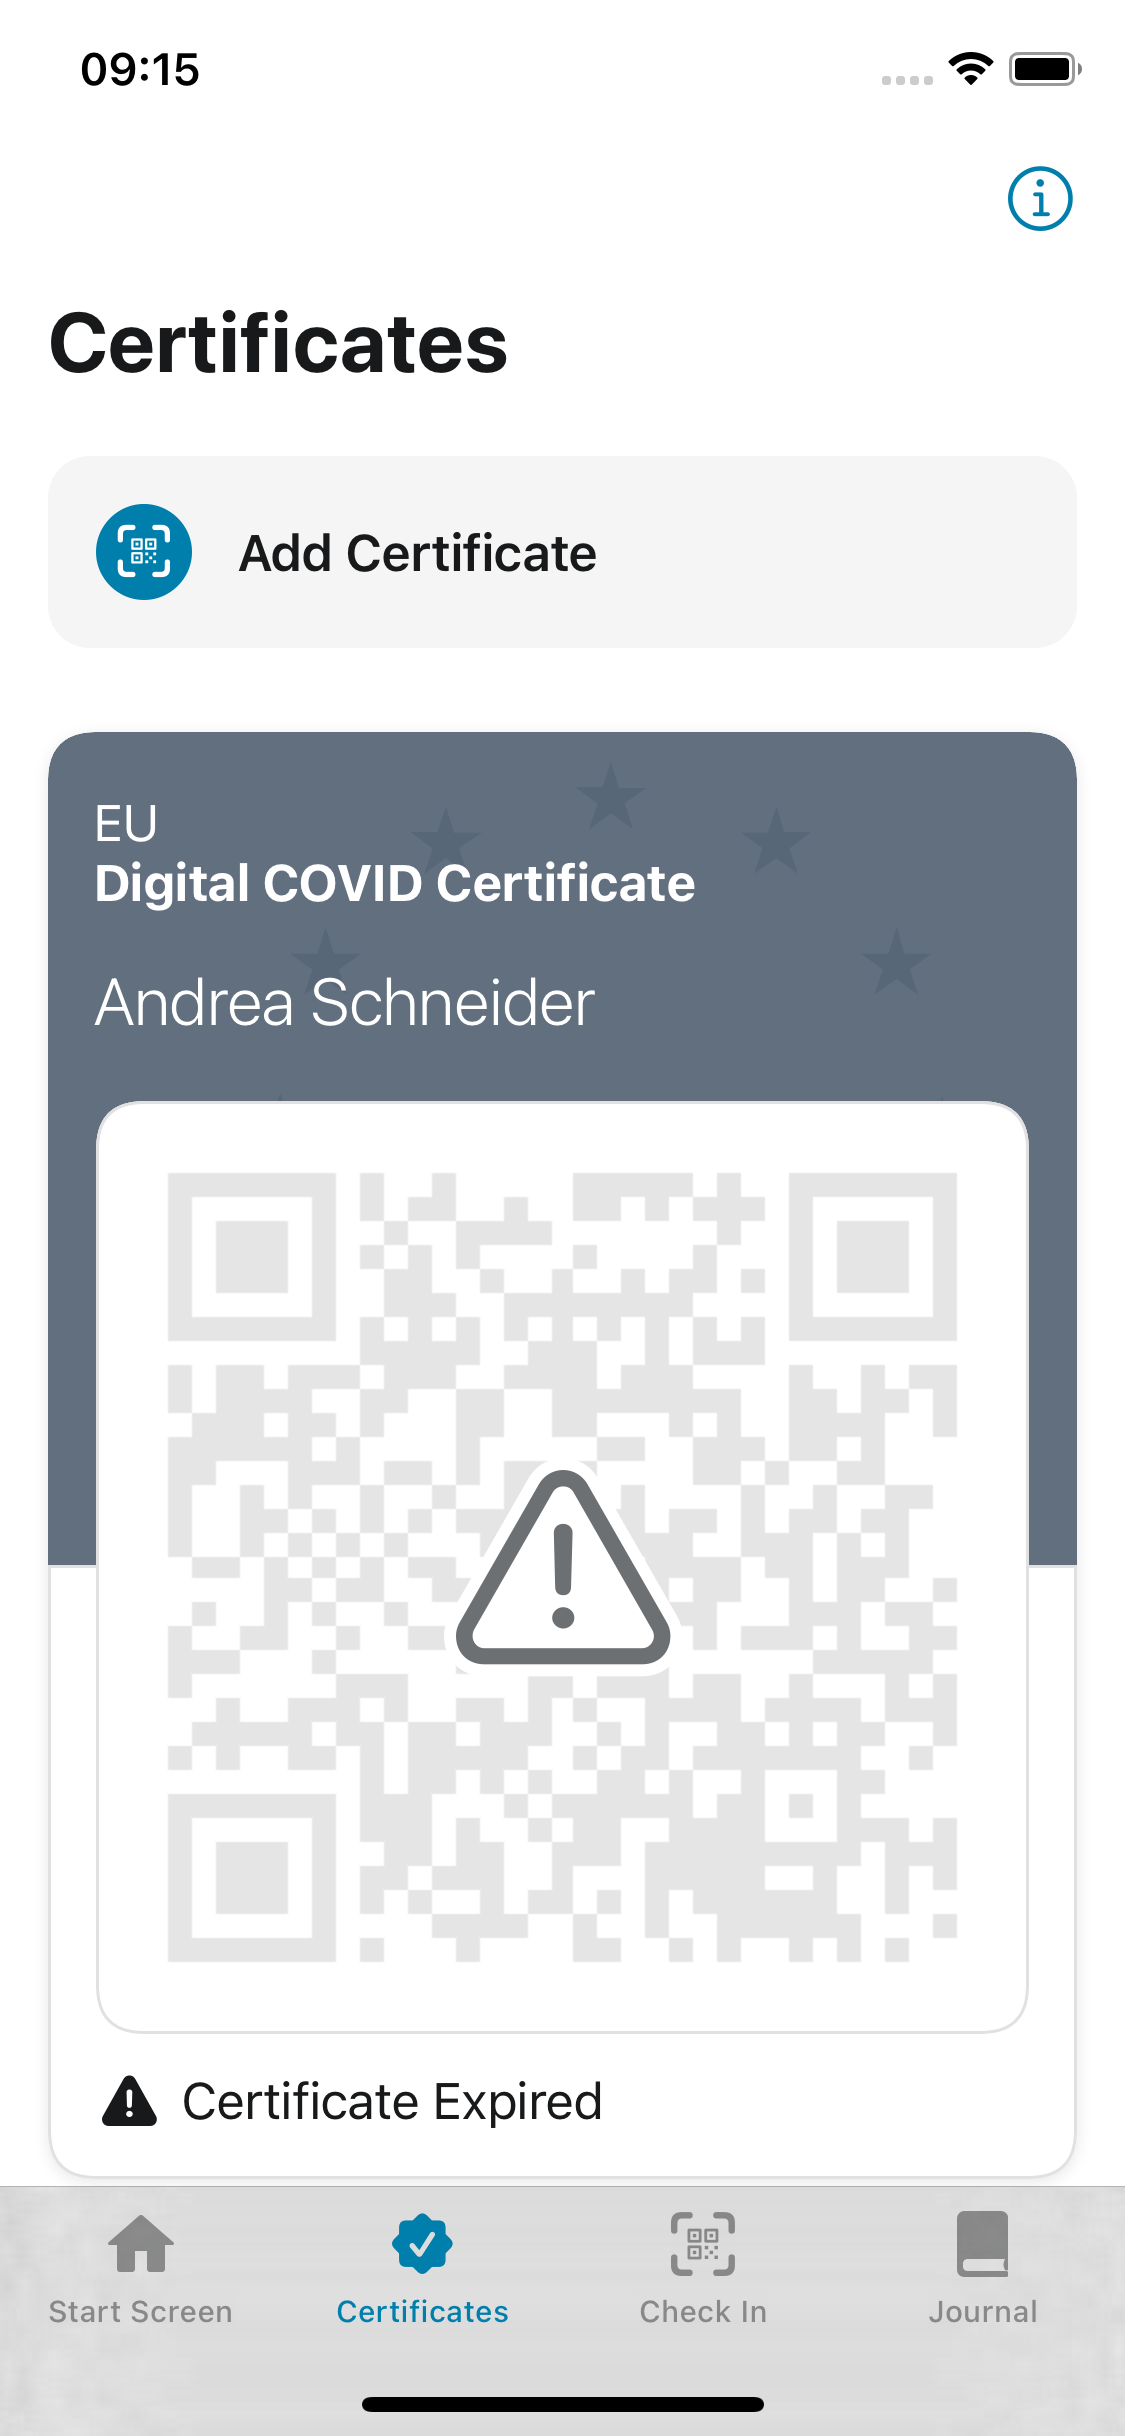 09:15
Certificates
Add Certificate
EU
Digital COVID Certificate
Andrea Schneider
Certificate Expired
Start Screen
Certificates
Check In
Journal